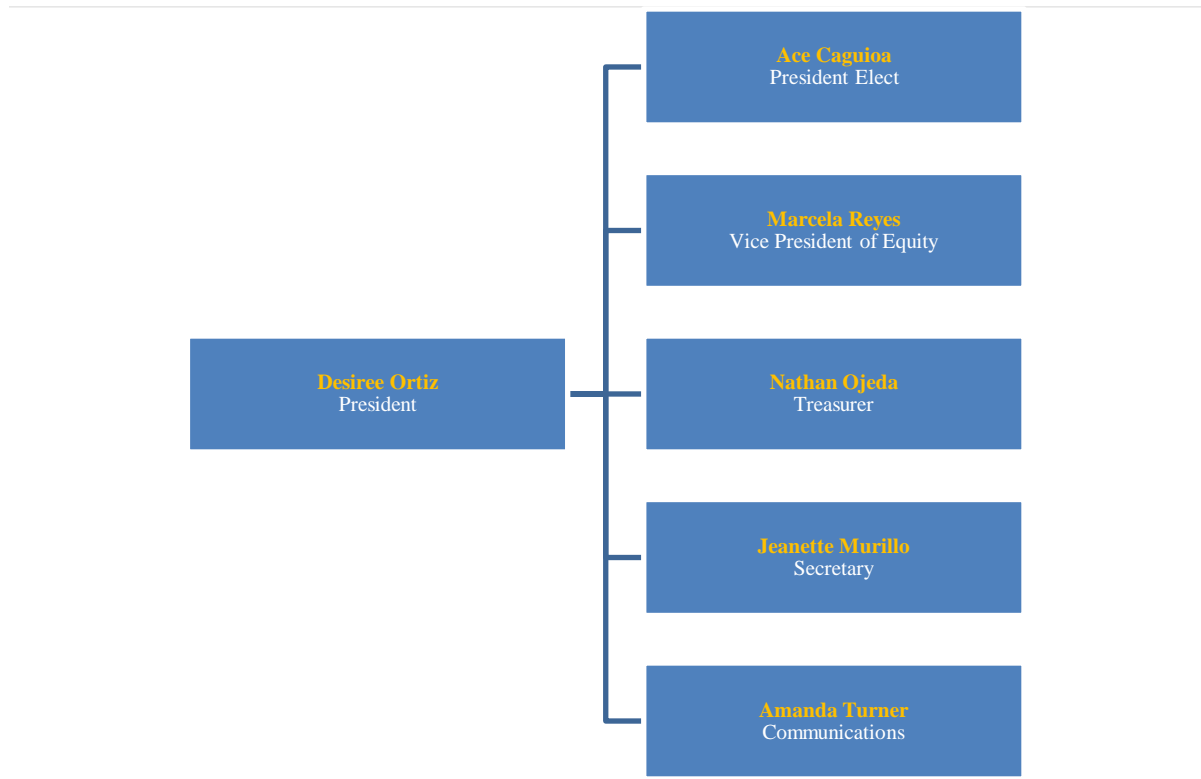 Ace Caguioa
President Elect
Marcela Reyes
Vice President of Equity
Desiree Ortiz
President
Nathan Ojeda
Treasurer
Jeanette Murillo
Secretary
Amanda Turner
Communications